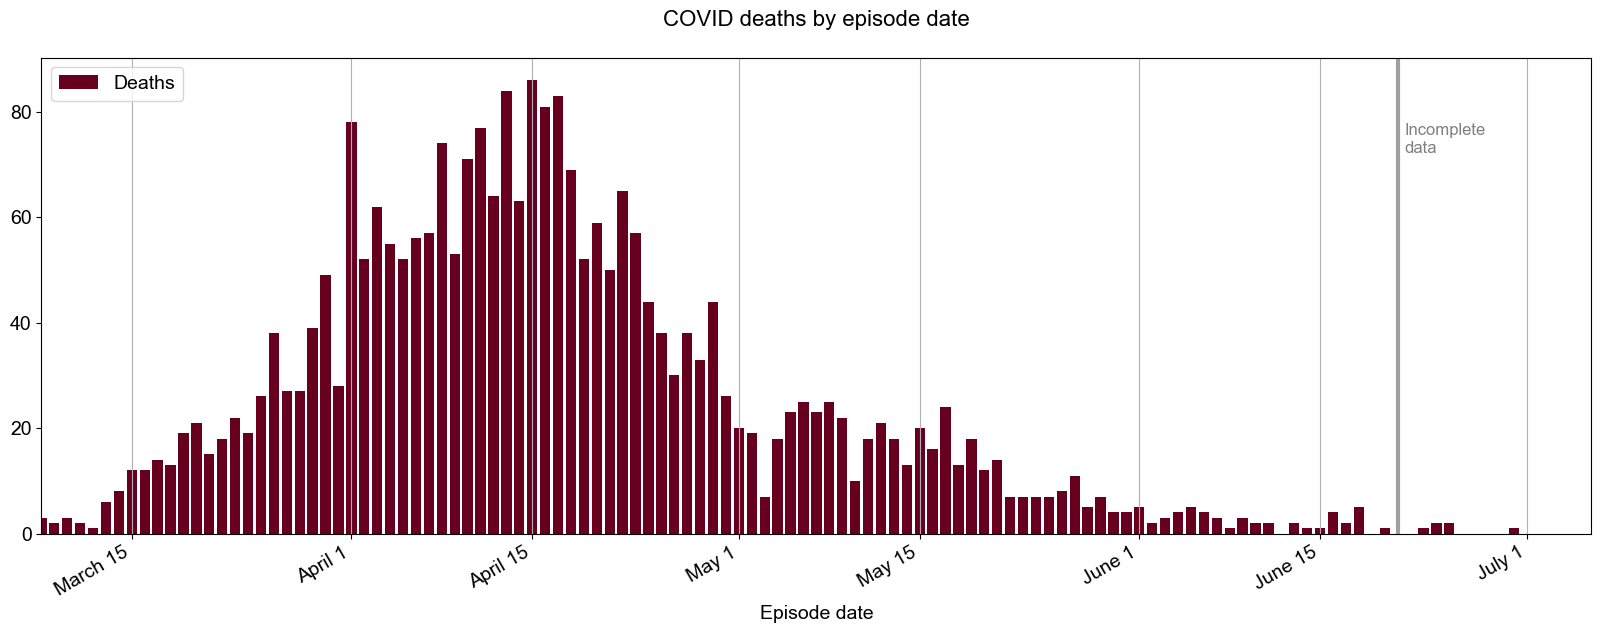 COVID deaths by episode date
Deaths
80
60
40
20
0
Incomplete
data
March 15
April 1
April 15
May 1
May 15
June 1
June 15
July 1
Episode date